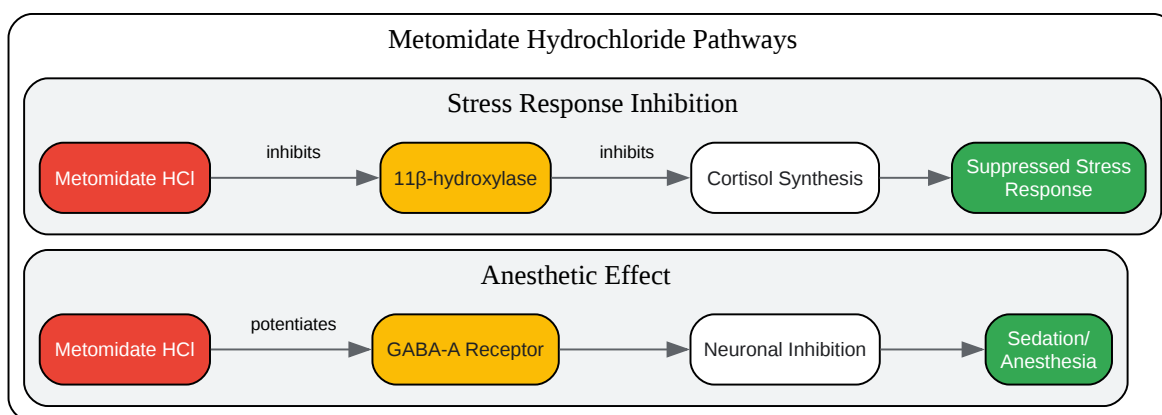 Metomidate Hydrochloride Pathways
Stress Response Inhibition
Metomidate HCl
inhibits
11β-hydroxylase
inhibits
Cortisol Synthesis
Suppressed Stress
Response
Anesthetic Effect
Metomidate HCl
potentiates
GABA-A Receptor
Neuronal Inhibition
Sedation/
Anesthesia